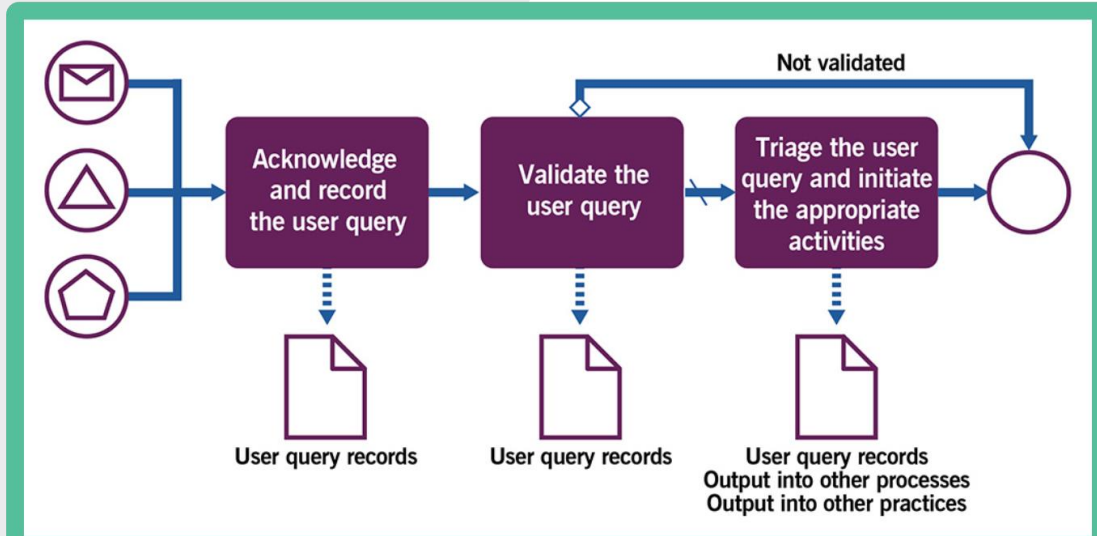 Not validated
Acknowledge
and record
the user query
Validate the
user query
Triage the user
query and initiate
the appropriate
activities
User query records
User query records
User query records
Output into other processes
Output into other practices